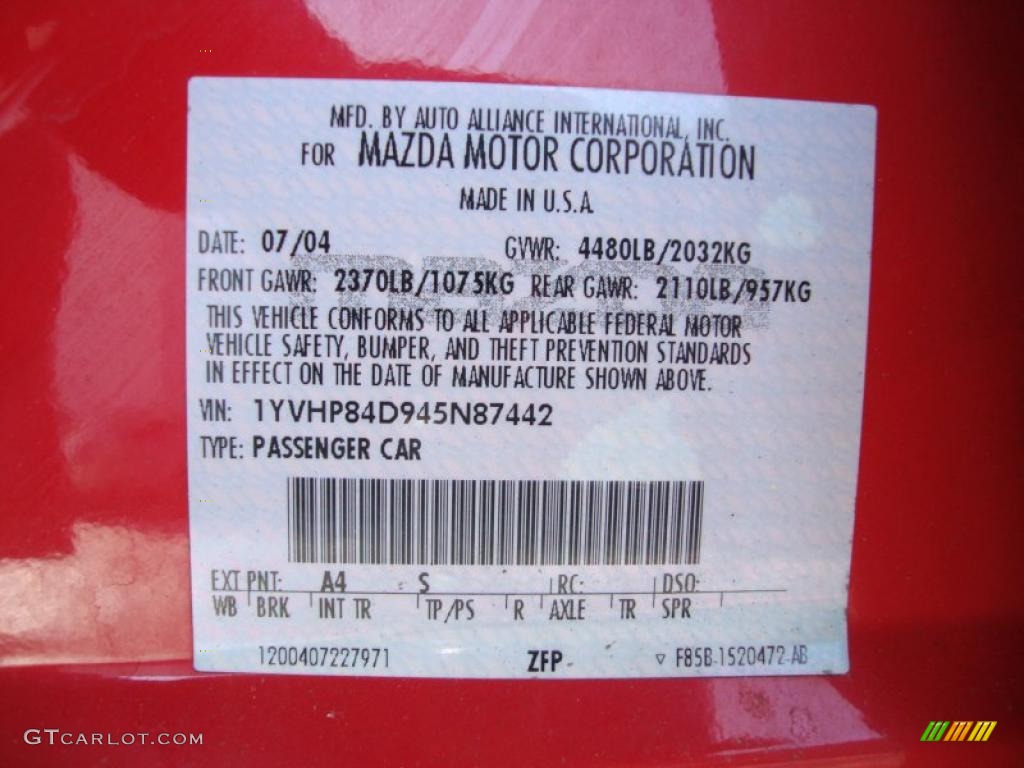 MFD. BY AUTO ALLIANCE INTERNATIONAL, INC.
FOR MAZDA MOTOR CORPORATION
MADE IN U.S.A.
DATE: 07/04 GVWR: 4480LB/2032KG
FRONT GAWR: 2370LB/1075KG REAR GAWR: 2110LB/957KG
THIS VEHICLE CONFORMS TO ALL APPLICABLE FEDERAL MOTOR
VEHICLE SAFETY, BUMPER, AND THEFT PREVENTION STANDARDS
IN EFFECT ON THE DATE OF MANUFACTURE SHOWN ABOVE.
VIN: 1YVHP84D945N87442
TYPE: PASSENGER CAR
EXT PNT: A4 S RC: DSO:
WB BRK INT TR TP/PS R AXLE TR SPR
1200407227971 ZFP F85B-1520472-AB
GTCARLOT.COM